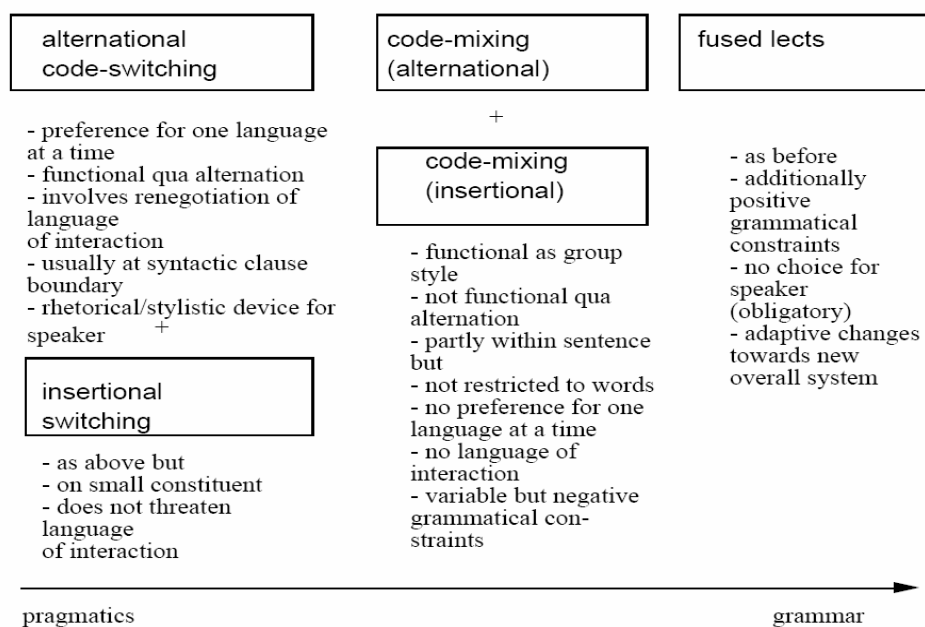 alternational
code-switching
- preference for one language
at a time
- functional qua alternation
- involves renegotiation of
language
of interaction
- usually at syntactic clause
boundary
- rhetorical/stylistic device for
speaker
+
insertional
switching
- as above but
- on small constituent
- does not threaten
language
of interaction
code-mixing
(alternational)
+
code-mixing
(insertional)
- functional as group
style
- not functional qua
alternation
- partly within sentence but
- not restricted to words
- no preference for one
language at a time
- no language of
interaction
- variable but negative
grammatical con-
straints
fused lects
- as before
- additionally
positive
grammatical
constraints
- no choice for
speaker
(obligatory)
- adaptive changes
towards new
overall system
pragmatics
grammar